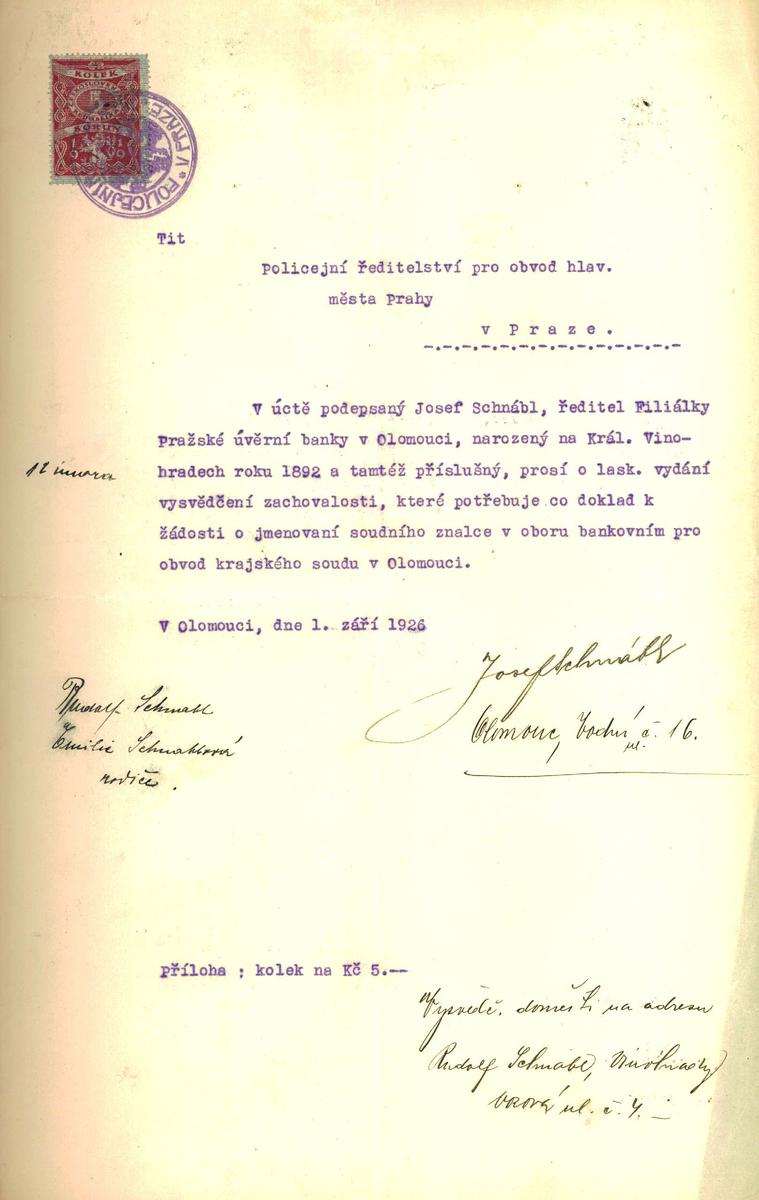 KOLEK
KORUN
POLICEJNÍ
V PRAZE
Tit
Policejní ředitelství pro obvod hlav.
města Prahy
v Praze.
V úctě podepsaný Josef Schnábl, ředitel Filiálky
Pražské úvěrní banky v Olomouci, narozený na Král. Vino-
12 února
hradech roku 1892 a tamtéž příslušný, prosí o lask. vydání
vysvědčení zachovalosti, které potřebuje co doklad k
žádosti o jmenovaní soudního znalce v oboru bankovním pro
obvod krajského soudu v Olomouci.
V Olomouci, dne 1. září 1926
Josef Schnábl
Olomouc, Vodní ul. č. 16.
Rudolf Schnabl
Emilie Schnablová
rodiče.
Příloha : kolek na Kč 5.--
Vysvědč. doručiti na adresu
Rudolf Schnabl, Vinohrady
ul. č. 4.